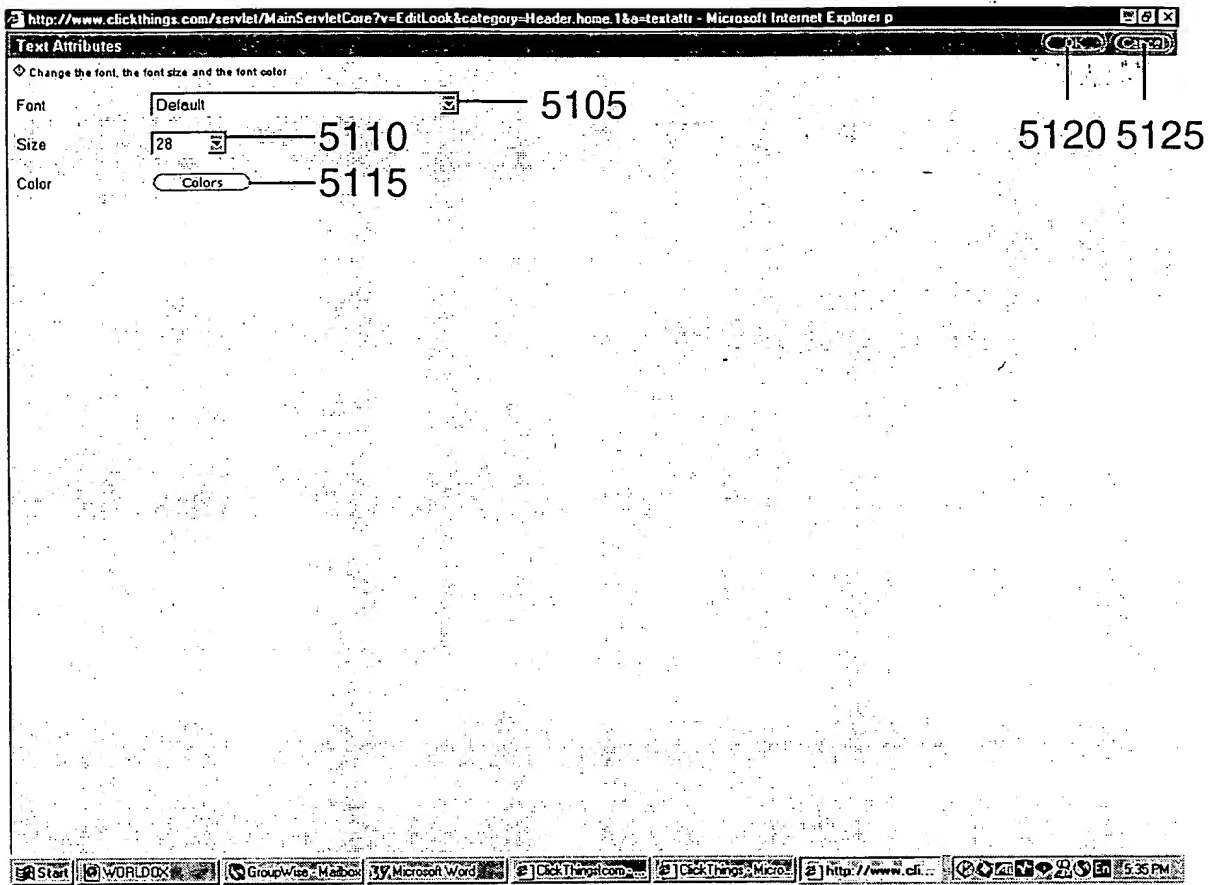 http://www.clickthings.com/servlet/MainServletCore?v=EditLook&category=Header.home.1&a=textattr - Microsoft Internet Explorer p
Text Attributes OK Cancel
Change the font, the font size and the font color
Font Default 5105
Size 28 5110 5120 5125
Color Colors 5115
Start WORLDOX GroupWise - Mailbox Microsoft Word ClickThings!com -... ClickThings - Micro... http://www.cli... En 5:35 PM